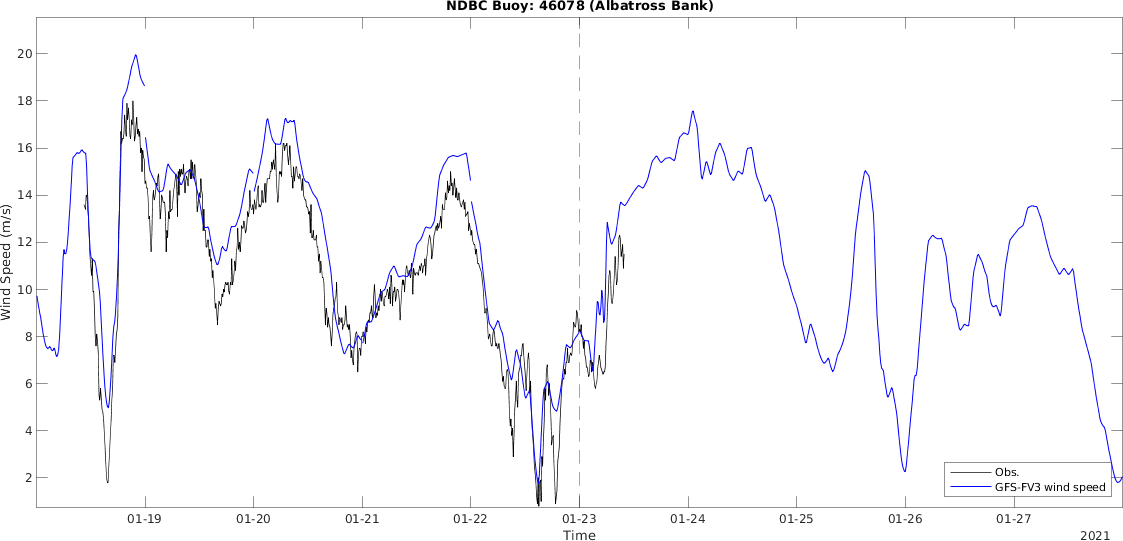 NDBC Buoy: 46078 (Albatross Bank)
Wind Speed (m/s)
20
18
16
14
12
10
8
6
4
2
01-19 01-20 01-21 01-22 01-23 01-24 01-25 01-26 01-27
Time
2021
Obs.
GFS-FV3 wind speed